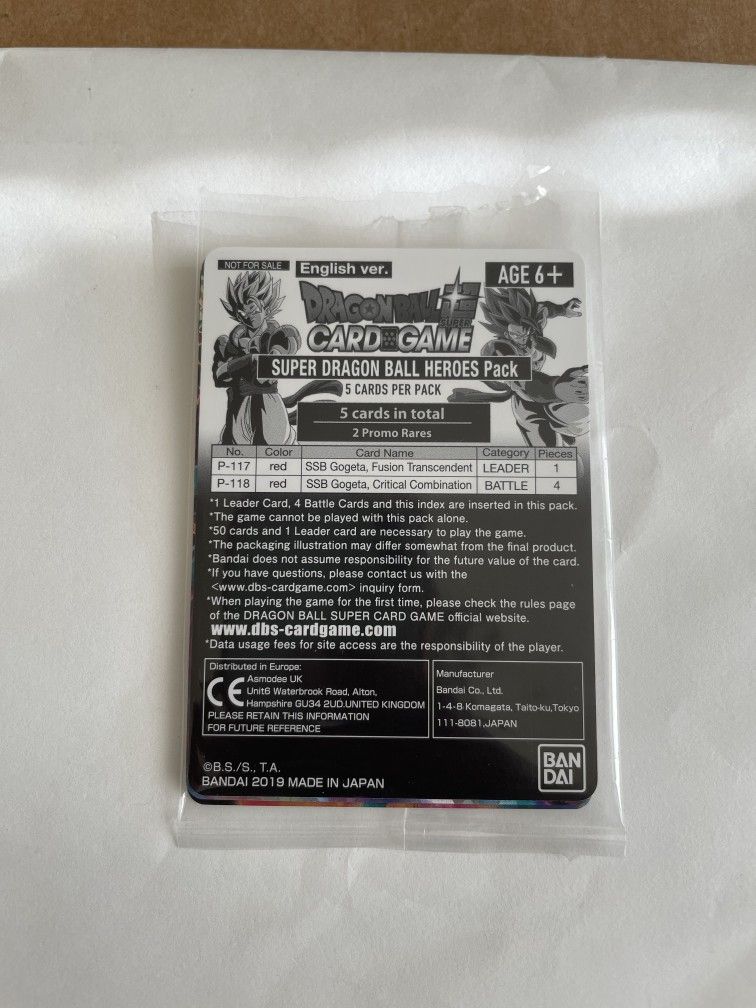 NOT FOR SALE
English ver.
AGE 6+
DRAGON BALL超
SUPER
CARD GAME
SUPER DRAGON BALL HEROES Pack
5 CARDS PER PACK
5 cards in total
2 Promo Rares
No. Color Card Name Category Pieces
P-117 red SSB Gogeta, Fusion Transcendent LEADER 1
P-118 red SSB Gogeta, Critical Combination BATTLE 4
*1 Leader Card, 4 Battle Cards and this index are inserted in this pack.
*The game cannot be played with this pack alone.
*50 cards and 1 Leader card are necessary to play the game.
*The packaging illustration may differ somewhat from the final product.
*Bandai does not assume responsibility for the future value of the card.
*If you have questions, please contact us with the
<www.dbs-cardgame.com> inquiry form.
*When playing the game for the first time, please check the rules page
of the DRAGON BALL SUPER CARD GAME official website.
www.dbs-cardgame.com
*Data usage fees for site access are the responsibility of the player.
Distributed in Europe:
CE
Asmodee UK
Unit6 Waterbrook Road, Alton,
Hampshire GU34 2UD.UNITED KINGDOM
PLEASE RETAIN THIS INFORMATION
FOR FUTURE REFERENCE
Manufacturer
Bandai Co., Ltd.
1-4-8 Komagata, Taito-ku,Tokyo
111-8081,JAPAN
©B.S./S., T.A.
BANDAI 2019 MADE IN JAPAN
BAN
DAI